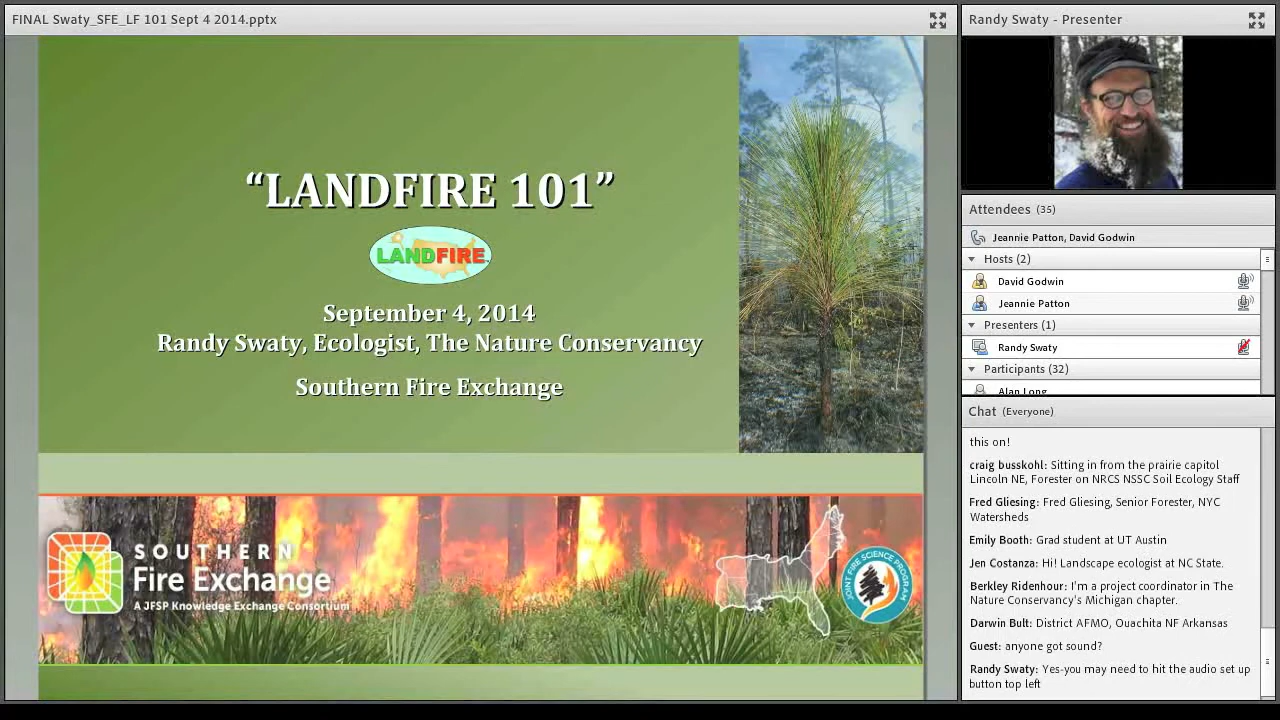 FINAL Swaty_SFE_LF 101 Sept 4 2014.pptx
“LANDFIRE 101”
LANDFIRE
September 4, 2014
Randy Swaty, Ecologist, The Nature Conservancy
Southern Fire Exchange
SOUTHERN
Fire Exchange
A JFSP Knowledge Exchange Consortium
JOINT FIRE SCIENCE PROGRAM
Randy Swaty - Presenter
Attendees (35)
Jeannie Patton, David Godwin
Hosts (2)
David Godwin
Jeannie Patton
Presenters (1)
Randy Swaty
Participants (32)
Alan Long
Chat (Everyone)
this on!
craig busskohl: Sitting in from the prairie capitol
Lincoln NE, Forester on NRCS NSSC Soil Ecology Staff
Fred Gliesing: Fred Gliesing, Senior Forester, NYC
Watersheds
Emily Booth: Grad student at UT Austin
Jen Costanza: Hi! Landscape ecologist at NC State.
Berkley Ridenhour: I'm a project coordinator in The
Nature Conservancy's Michigan chapter.
Darwin Bult: District AFMO, Ouachita NF Arkansas
Guest: anyone got sound?
Randy Swaty: Yes-you may need to hit the audio set up
button top left